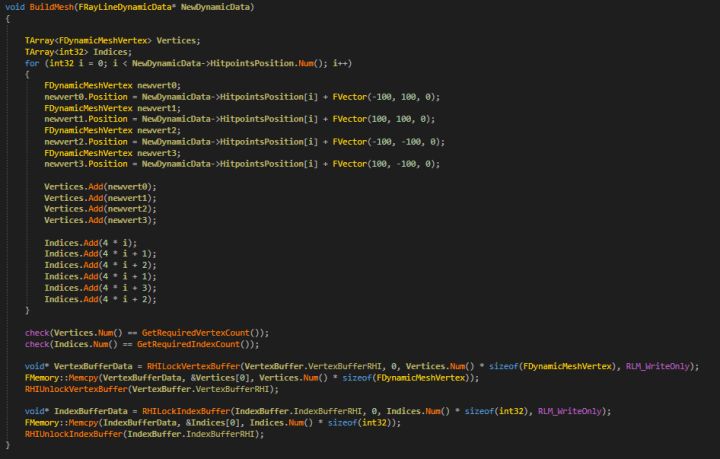 void BuildMesh(FRayLineDynamicData* NewDynamicData)
{
TArray<FDynamicMeshVertex> Vertices;
TArray<int32> Indices;
for (int32 i = 0; i < NewDynamicData->HitpointsPosition.Num(); i++)
{
FDynamicMeshVertex newvert0;
newvert0.Position = NewDynamicData->HitpointsPosition[i] + FVector(-100, 100, 0);
FDynamicMeshVertex newvert1;
newvert1.Position = NewDynamicData->HitpointsPosition[i] + FVector(100, 100, 0);
FDynamicMeshVertex newvert2;
newvert2.Position = NewDynamicData->HitpointsPosition[i] + FVector(-100, -100, 0);
FDynamicMeshVertex newvert3;
newvert3.Position = NewDynamicData->HitpointsPosition[i] + FVector(100, -100, 0);
Vertices.Add(newvert0);
Vertices.Add(newvert1);
Vertices.Add(newvert2);
Vertices.Add(newvert3);
Indices.Add(4 * i);
Indices.Add(4 * i + 1);
Indices.Add(4 * i + 2);
Indices.Add(4 * i + 1);
Indices.Add(4 * i + 3);
Indices.Add(4 * i + 2);
}
check(Vertices.Num() == GetRequiredVertexCount());
check(Indices.Num() == GetRequiredIndexCount());
void* VertexBufferData = RHILockVertexBuffer(VertexBuffer.VertexBufferRHI, 0, Vertices.Num() * sizeof(FDynamicMeshVertex), RLM_WriteOnly);
FMemory::Memcpy(VertexBufferData, &Vertices[0], Vertices.Num() * sizeof(FDynamicMeshVertex));
RHIUnlockVertexBuffer(VertexBuffer.VertexBufferRHI);
void* IndexBufferData = RHILockIndexBuffer(IndexBuffer.IndexBufferRHI, 0, Indices.Num() * sizeof(int32), RLM_WriteOnly);
FMemory::Memcpy(IndexBufferData, &Indices[0], Indices.Num() * sizeof(int32));
RHIUnlockIndexBuffer(IndexBuffer.IndexBufferRHI);
}